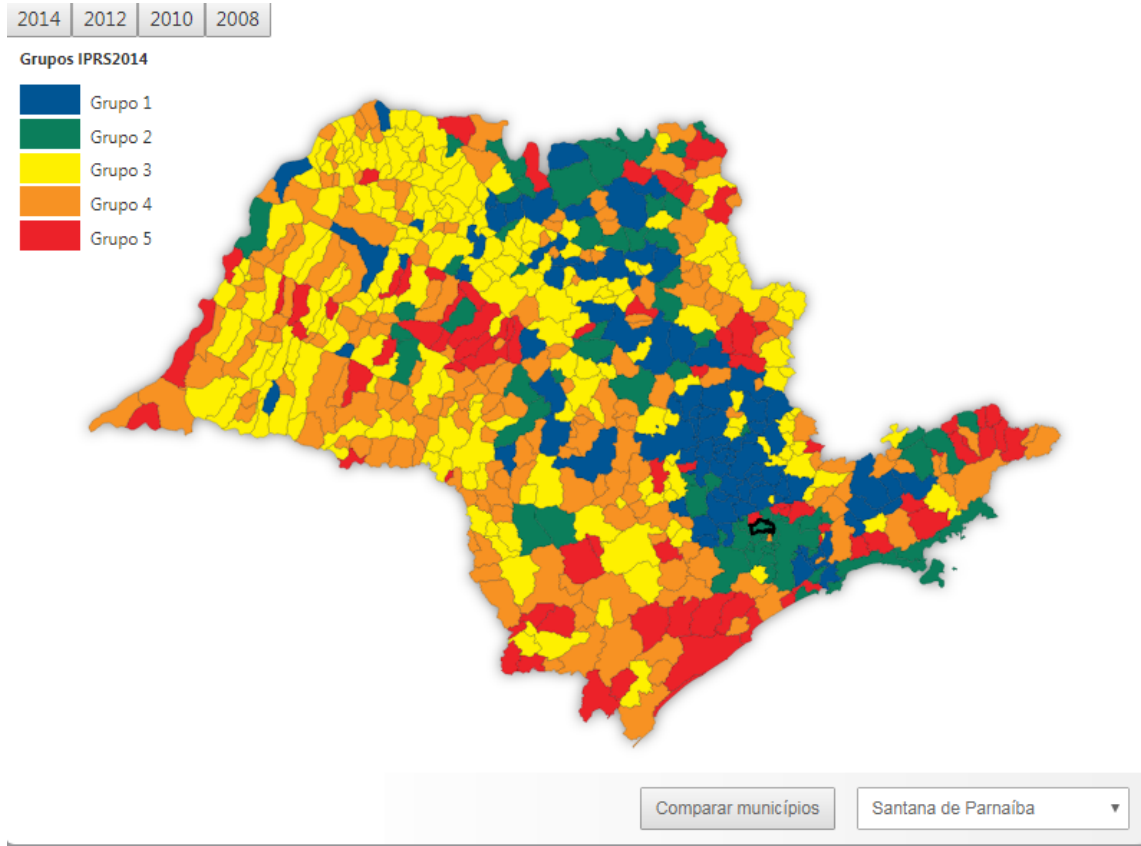 2014 2012 2010 2008
Grupos IPRS2014
Grupo 1
Grupo 2
Grupo 3
Grupo 4
Grupo 5
Comparar municípios Santana de Parnaíba